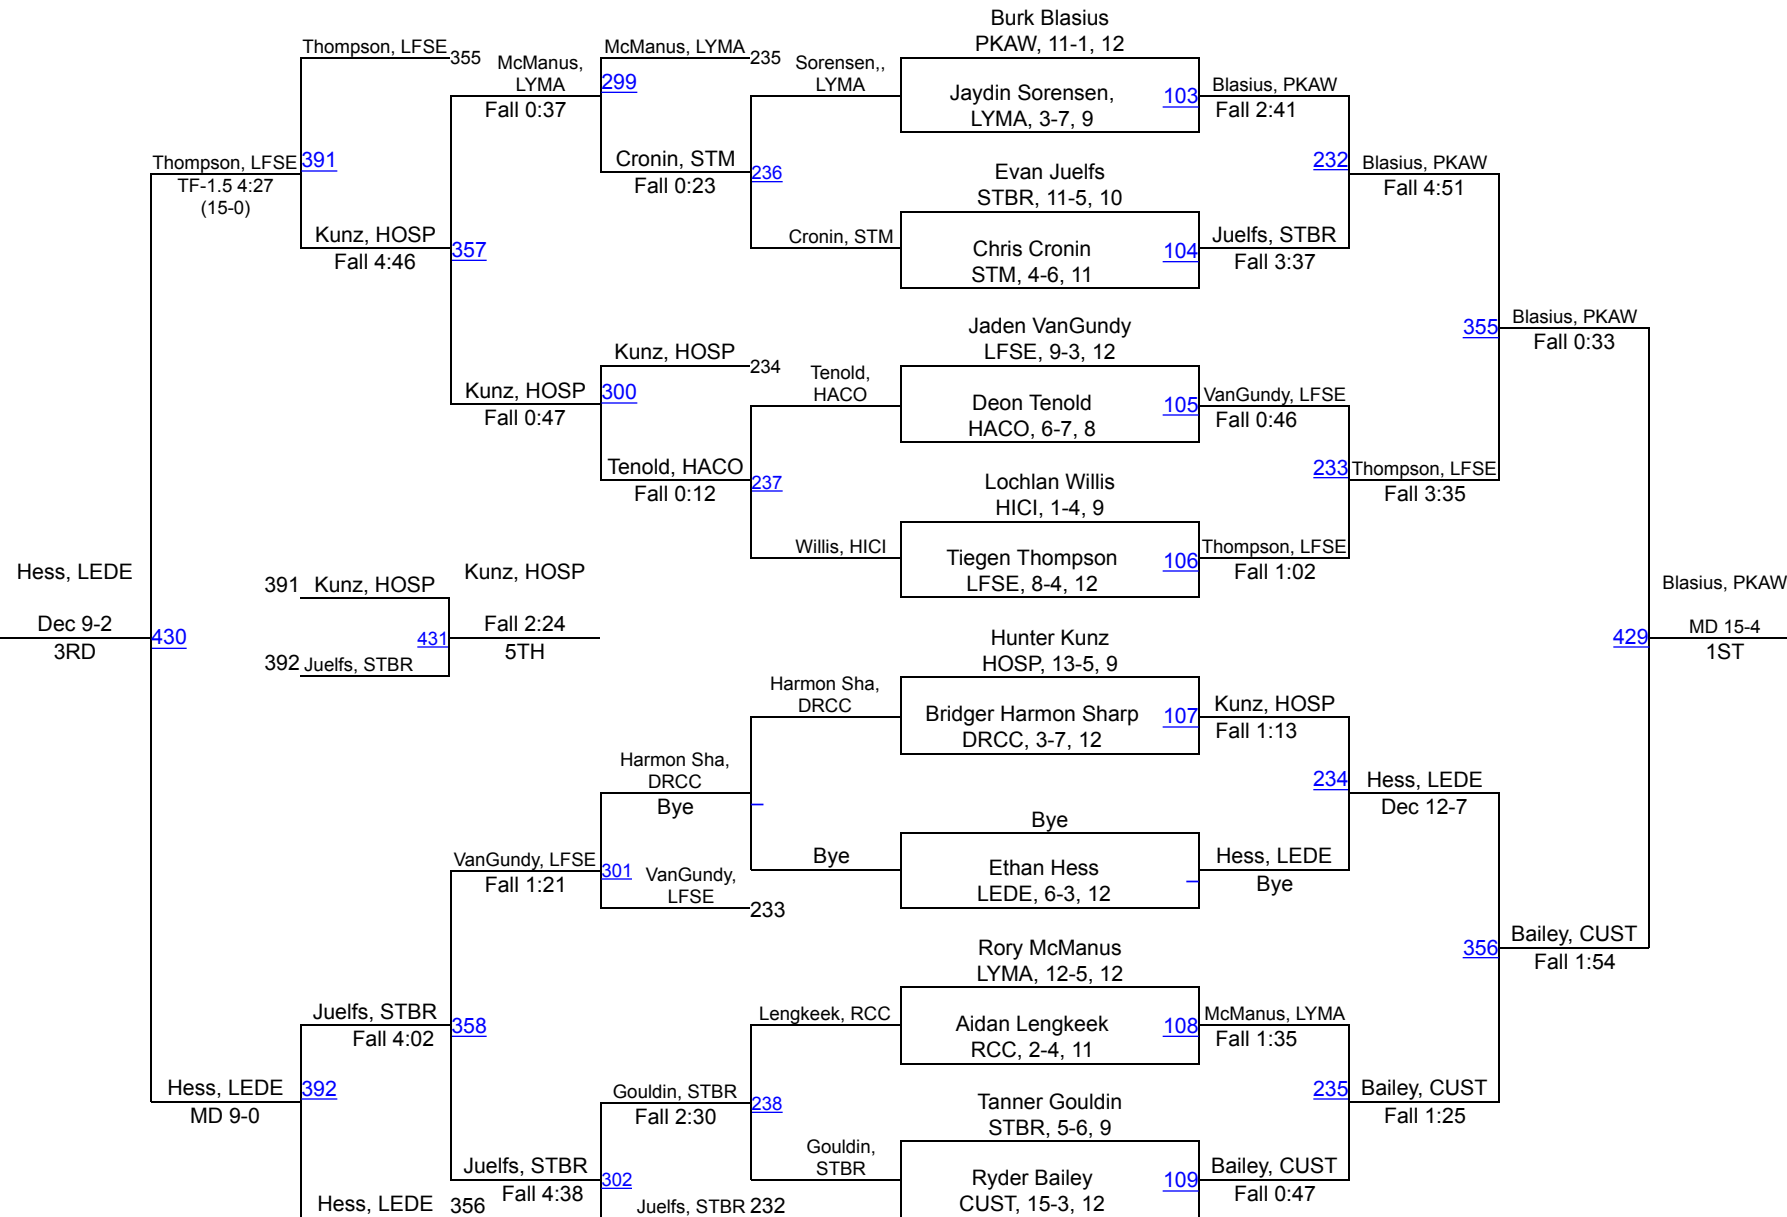 Burk Blasius
PKAW, 11-1, 12
Thompson, LFSE
355
McManus,
LYMA
Fall 0:37
McManus, LYMA
235
299
Sorensen,,
LYMA
Jaydin Sorensen,
LYMA, 3-7, 9
103
Blasius, PKAW
Fall 2:41
Thompson, LFSE
391
TF-1.5 4:27
(15-0)
Cronin, STM
Fall 0:23
236
Evan Juelfs
STBR, 11-5, 10
232
Blasius, PKAW
Fall 4:51
Kunz, HOSP
Fall 4:46
357
Cronin, STM
Chris Cronin
STM, 4-6, 11
104
Juelfs, STBR
Fall 3:37
Jaden VanGundy
LFSE, 9-3, 12
355
Blasius, PKAW
Fall 0:33
Kunz, HOSP
234
Kunz, HOSP
Fall 0:47
300
Tenold,
HACO
Deon Tenold
HACO, 6-7, 8
105
VanGundy, LFSE
Fall 0:46
Tenold, HACO
Fall 0:12
237
Lochlan Willis
HICI, 1-4, 9
233
Thompson, LFSE
Fall 3:35
Willis, HICI
Tiegen Thompson
LFSE, 8-4, 12
106
Thompson, LFSE
Fall 1:02
Hess, LEDE
Dec 9-2
3RD
430
391
Kunz, HOSP
392
Juelfs, STBR
431
Kunz, HOSP
Fall 2:24
5TH
Hunter Kunz
HOSP, 13-5, 9
429
Blasius, PKAW
MD 15-4
1ST
Harmon Sha,
DRCC
Bridger Harmon Sharp
DRCC, 3-7, 12
107
Kunz, HOSP
Fall 1:13
Harmon Sha,
DRCC
Bye
Bye
234
Hess, LEDE
Dec 12-7
VanGundy, LFSE
Fall 1:21
301
VanGundy,
LFSE
233
Bye
Ethan Hess
LEDE, 6-3, 12
Hess, LEDE
Bye
Rory McManus
LYMA, 12-5, 12
356
Bailey, CUST
Fall 1:54
Juelfs, STBR
Fall 4:02
358
Lengkeek, RCC
Aidan Lengkeek
RCC, 2-4, 11
108
McManus, LYMA
Fall 1:35
Hess, LEDE
MD 9-0
392
Gouldin, STBR
Fall 2:30
238
Tanner Gouldin
STBR, 5-6, 9
235
Bailey, CUST
Fall 1:25
Juelfs, STBR
Fall 4:38
302
Gouldin,
STBR
Ryder Bailey
CUST, 15-3, 12
109
Bailey, CUST
Fall 0:47
Hess, LEDE
356
Juelfs, STBR
232